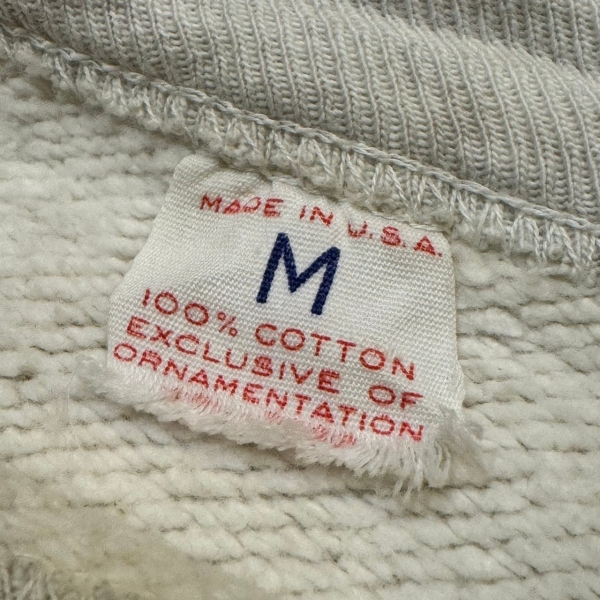 MADE IN U.S.A.
M
100% COTTON
EXCLUSIVE OF
ORNAMENTATION